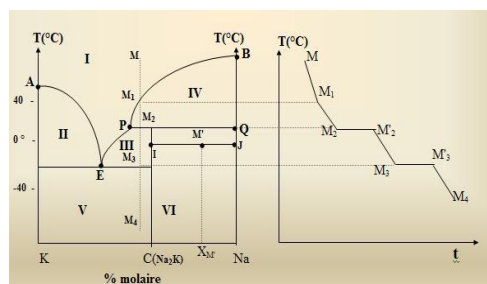 T(°C)
I
M
T(°C)
B
T(°C)
M
A
40
M₁
IV
M₁
II
P
M₂
Q
M₂
M'₂
0 °
III
M'
I
J
M₃
E
M₃
M'₃
-40
V
M₄
VI
M₄
K
C(Na₂K)
X_M'
Na
t
% molaire